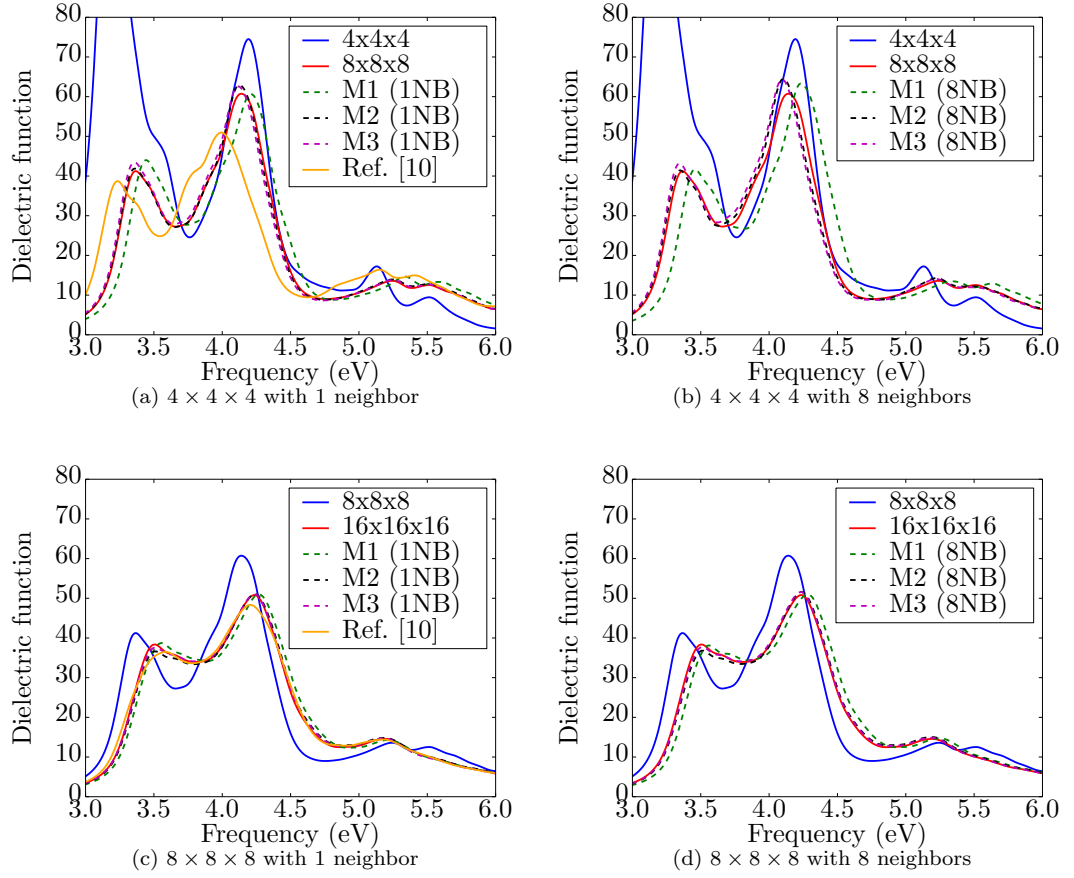 80
70
60
50
40
30
20
10
0
Dielectric function
4x4x4
8x8x8
M1 (1NB)
M2 (1NB)
M3 (1NB)
Ref. [10]
3.0 3.5 4.0 4.5 5.0 5.5 6.0
Frequency (eV)
(a) 4 × 4 × 4 with 1 neighbor
80
70
60
50
40
30
20
10
0
Dielectric function
4x4x4
8x8x8
M1 (8NB)
M2 (8NB)
M3 (8NB)
3.0 3.5 4.0 4.5 5.0 5.5 6.0
Frequency (eV)
(b) 4 × 4 × 4 with 8 neighbors
80
70
60
50
40
30
20
10
0
Dielectric function
8x8x8
16x16x16
M1 (1NB)
M2 (1NB)
M3 (1NB)
Ref. [10]
3.0 3.5 4.0 4.5 5.0 5.5 6.0
Frequency (eV)
(c) 8 × 8 × 8 with 1 neighbor
80
70
60
50
40
30
20
10
0
Dielectric function
8x8x8
16x16x16
M1 (8NB)
M2 (8NB)
M3 (8NB)
3.0 3.5 4.0 4.5 5.0 5.5 6.0
Frequency (eV)
(d) 8 × 8 × 8 with 8 neighbors